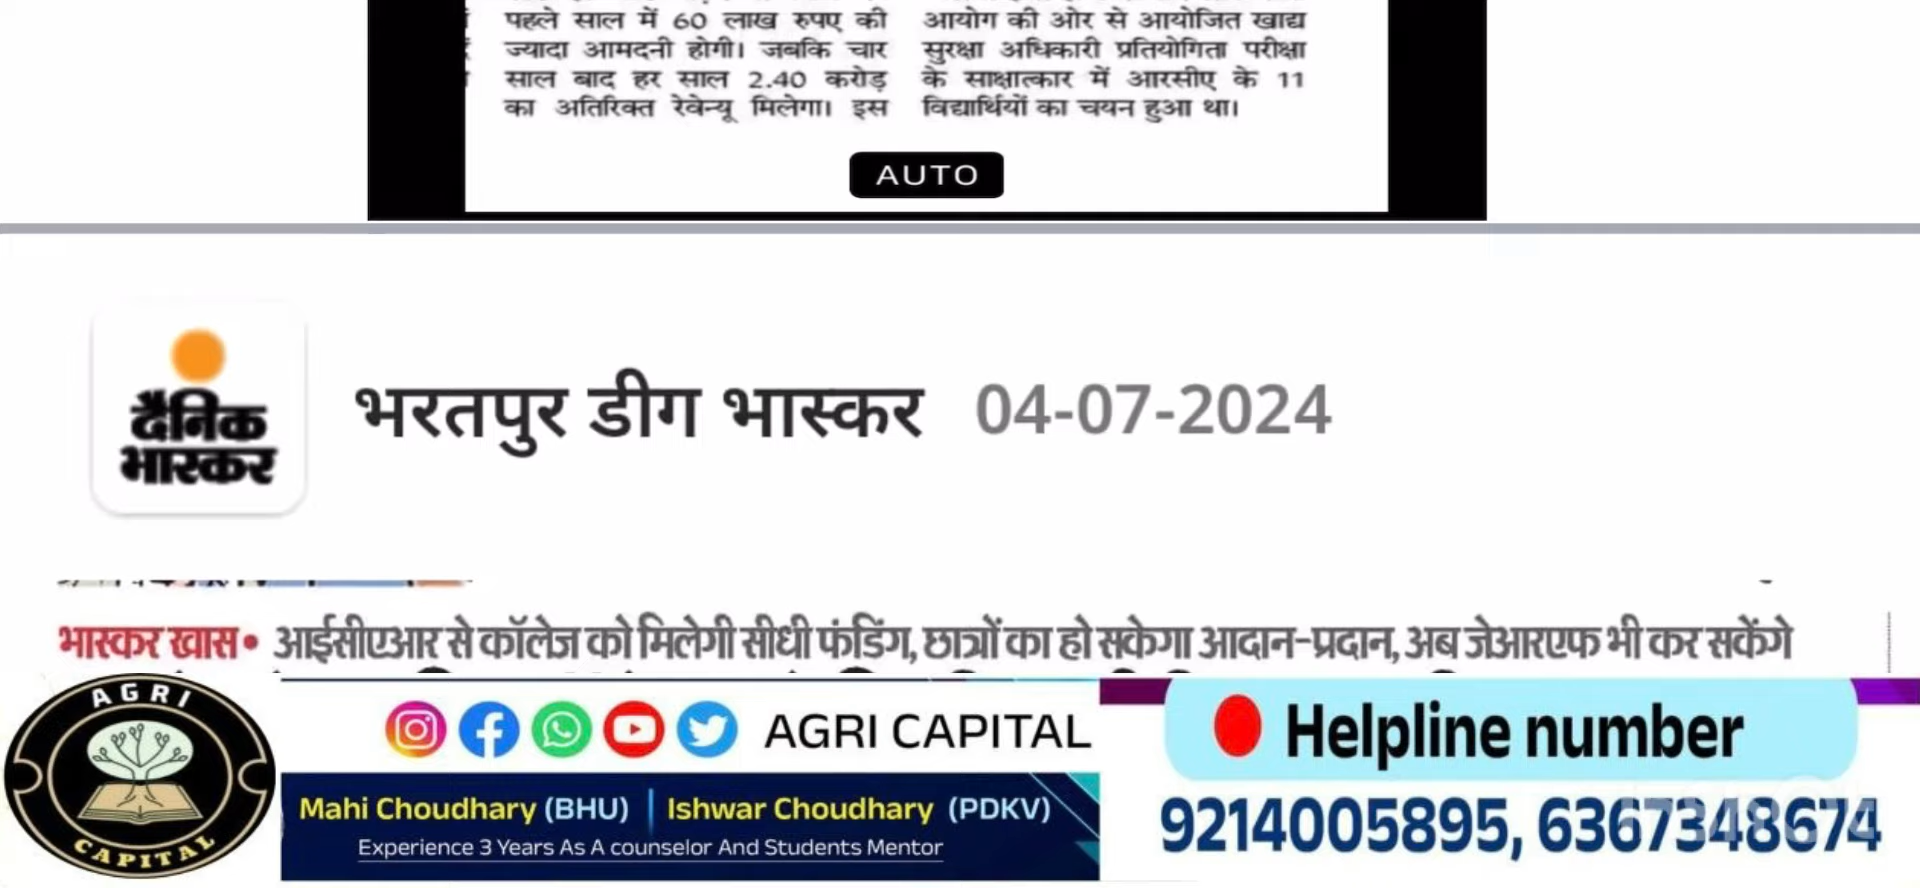 पहले साल में 60 लाख रुपए की
ज्यादा आमदनी होगी। जबकि चार
साल बाद हर साल 2.40 करोड़
का अतिरिक्त रेवेन्यू मिलेगा। इस
आयोग की ओर से आयोजित खाद्य
सुरक्षा अधिकारी प्रतियोगिता परीक्षा
के साक्षात्कार में आरसीए के 11
विद्यार्थियों का चयन हुआ था।
AUTO
दैनिक
भास्कर
भरतपुर डीग भास्कर 04-07-2024
भास्कर खास• आईसीएआर से कॉलेज को मिलेगी सीधी फंडिंग, छात्रों का हो सकेगा आदान-प्रदान, अब जेआरएफ भी कर सकेंगे
AGRI
CAPITAL
AGRI CAPITAL
Mahi Choudhary (BHU) | Ishwar Choudhary (PDKV)
Experience 3 Years As A counselor And Students Mentor
Helpline number
9214005895, 6367348674